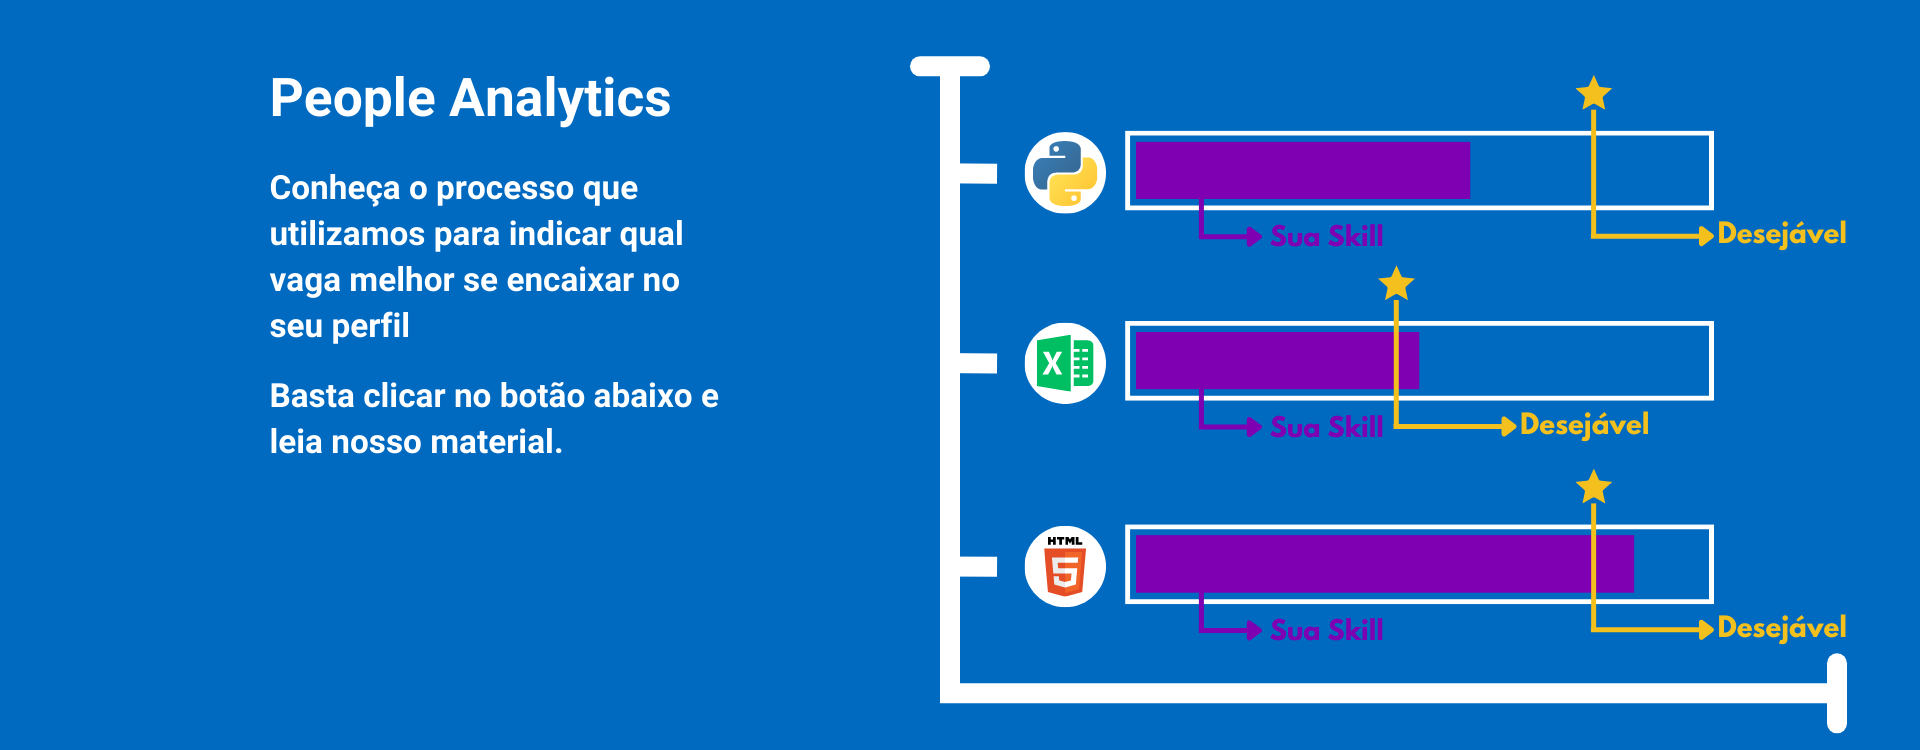 People Analytics
Conheça o processo que
utilizamos para indicar qual
vaga melhor se encaixar no
seu perfil
Basta clicar no botão abaixo e
leia nosso material.
Sua Skill
Desejável
X
Sua Skill
Desejável
HTML
5
Sua Skill
Desejável